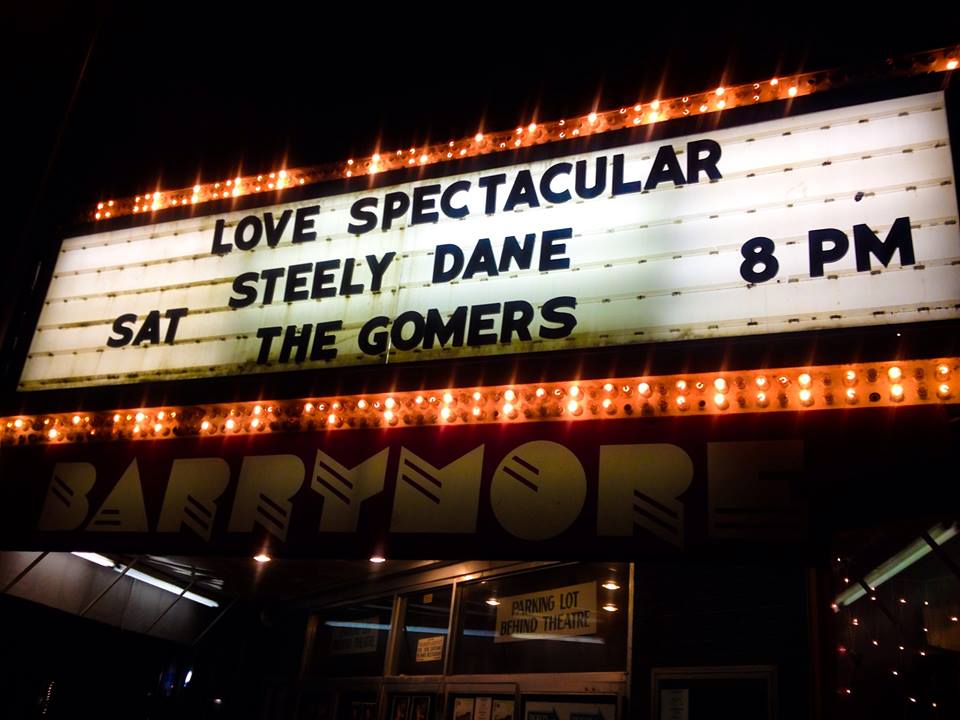 LOVE SPECTACULAR
STEELY DANE
SAT 8 PM
THE GOMERS
BARRYMORE
PARKING LOT
BEHIND THEATRE